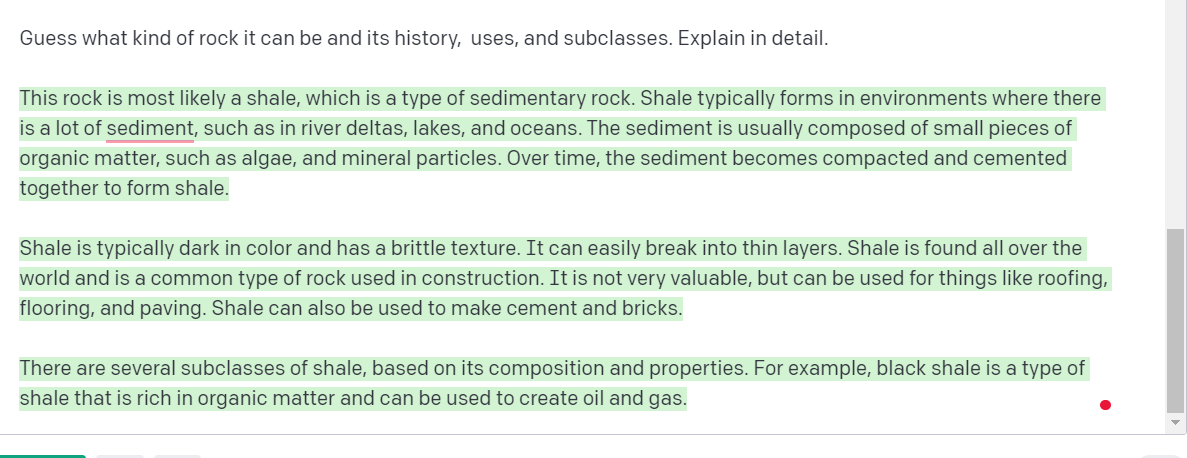 Guess what kind of rock it can be and its history,  uses, and subclasses. Explain in detail.
This rock is most likely a shale, which is a type of sedimentary rock. Shale typically forms in environments where there
is a lot of sediment, such as in river deltas, lakes, and oceans. The sediment is usually composed of small pieces of
organic matter, such as algae, and mineral particles. Over time, the sediment becomes compacted and cemented
together to form shale.
Shale is typically dark in color and has a brittle texture. It can easily break into thin layers. Shale is found all over the
world and is a common type of rock used in construction. It is not very valuable, but can be used for things like roofing,
flooring, and paving. Shale can also be used to make cement and bricks.
There are several subclasses of shale, based on its composition and properties. For example, black shale is a type of
shale that is rich in organic matter and can be used to create oil and gas.